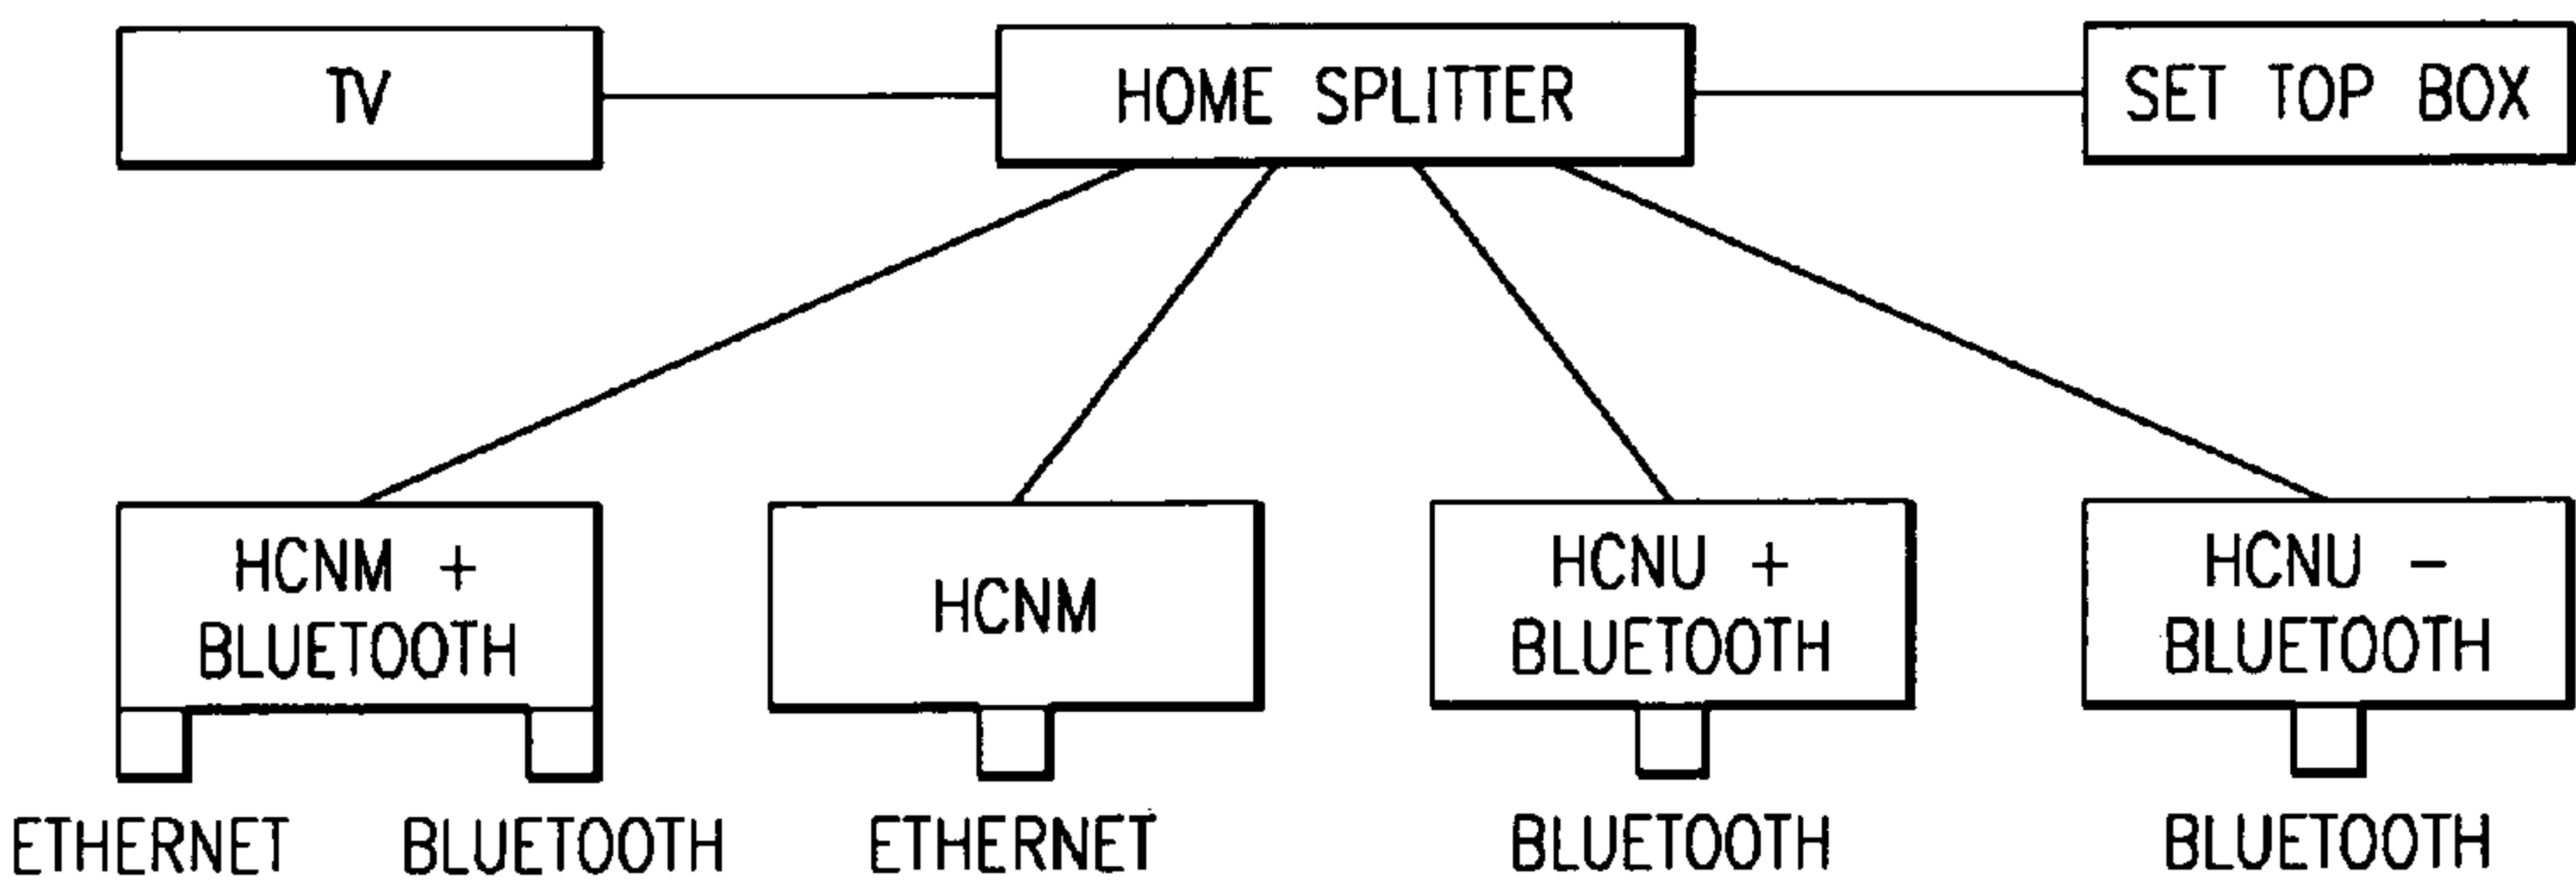 TV
HOME SPLITTER
SET TOP BOX
HCNM +
BLUETOOTH
HCNM
HCNU +
BLUETOOTH
HCNU -
BLUETOOTH
ETHERNET
BLUETOOTH
ETHERNET
BLUETOOTH
BLUETOOTH